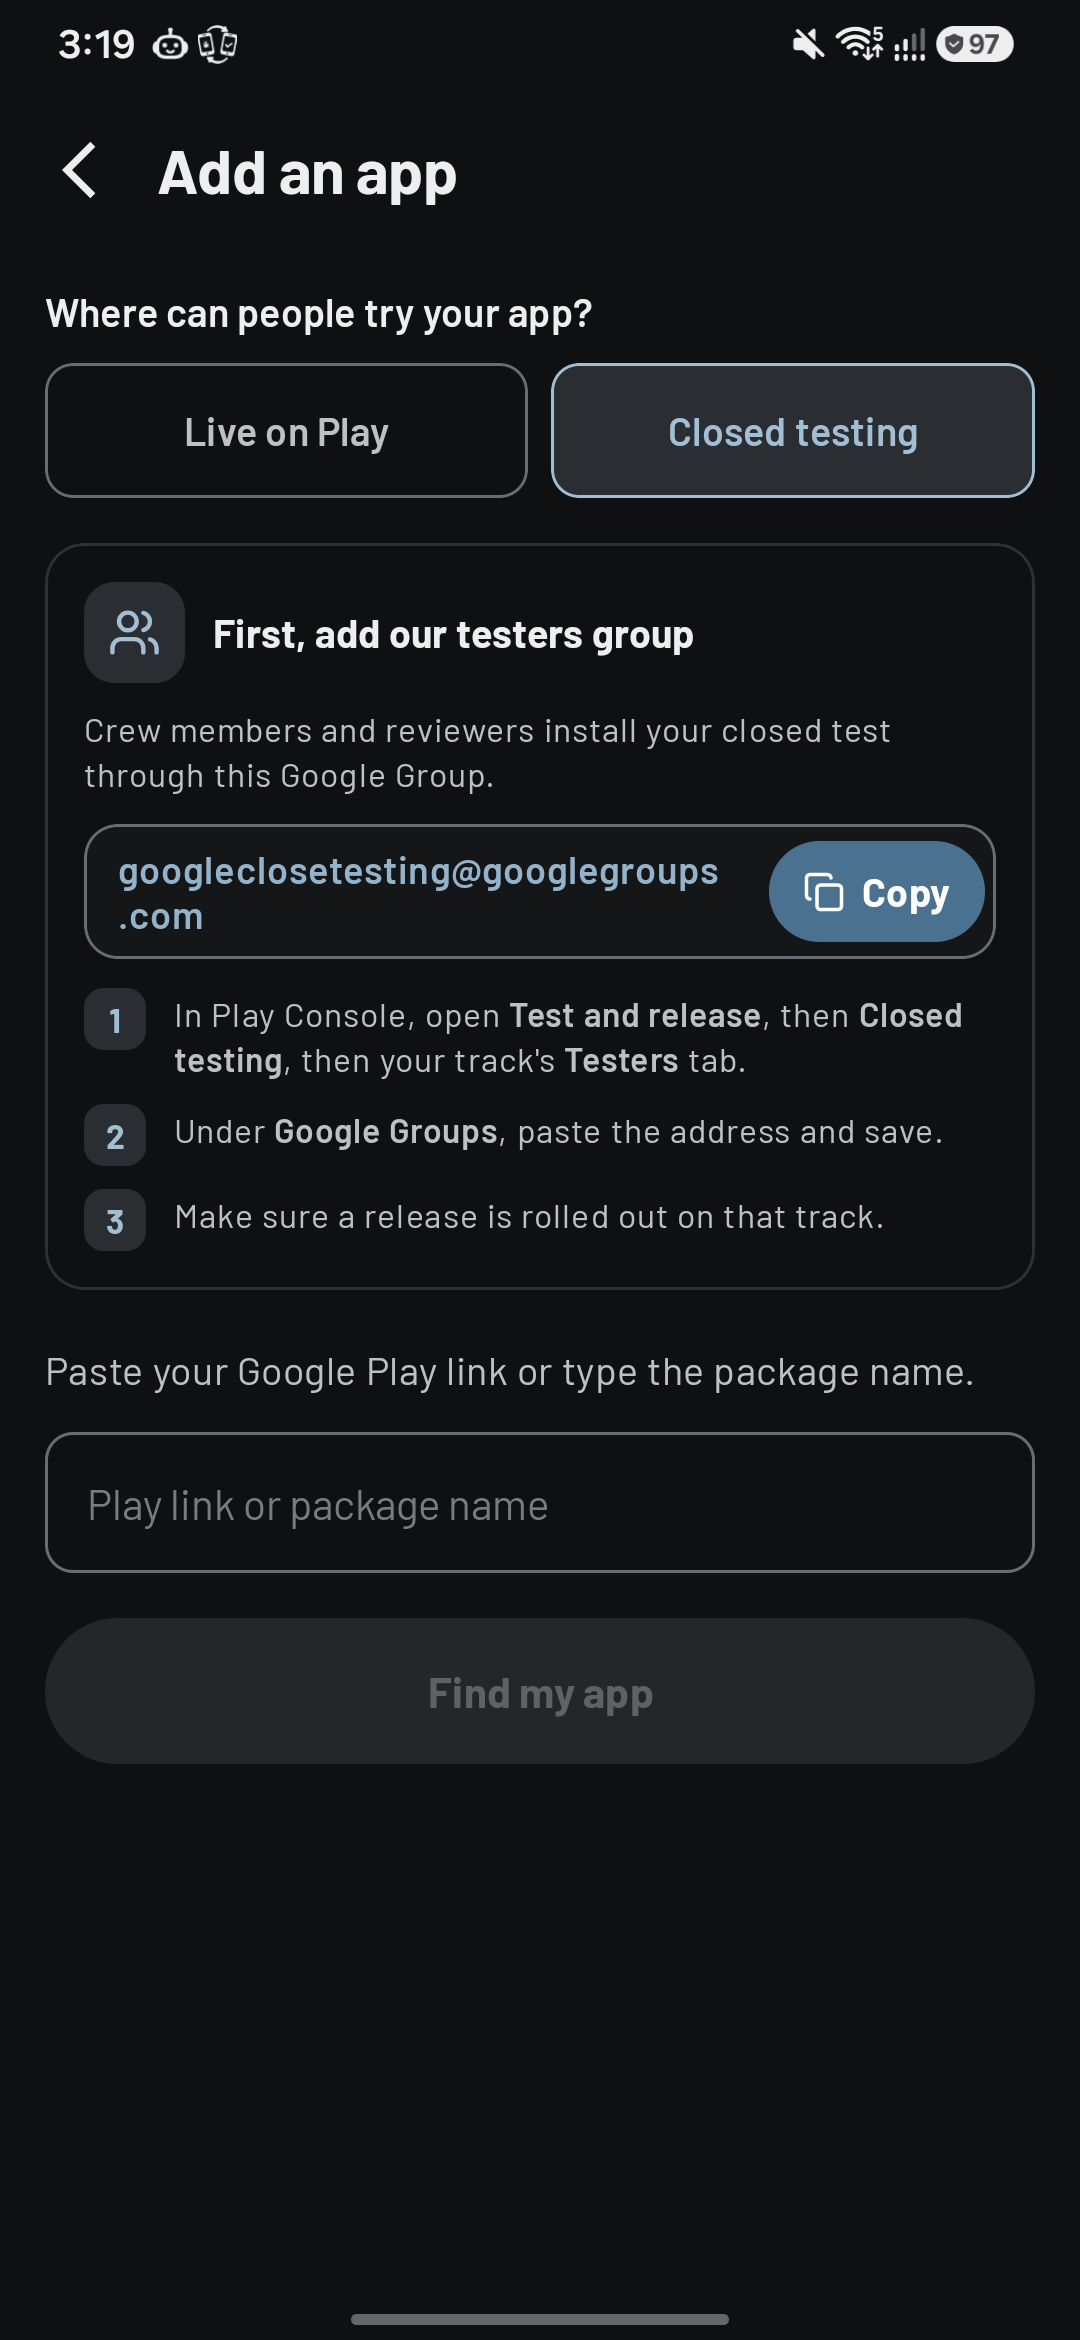 3:19
5
97
Add an app
Where can people try your app?
Live on Play
Closed testing
First, add our testers group
Crew members and reviewers install your closed test
through this Google Group.
googleclosetesting@googlegroups
.com
Copy
1 In Play Console, open Test and release, then Closed
testing, then your track's Testers tab.
2 Under Google Groups, paste the address and save.
3 Make sure a release is rolled out on that track.
Paste your Google Play link or type the package name.
Play link or package name
Find my app